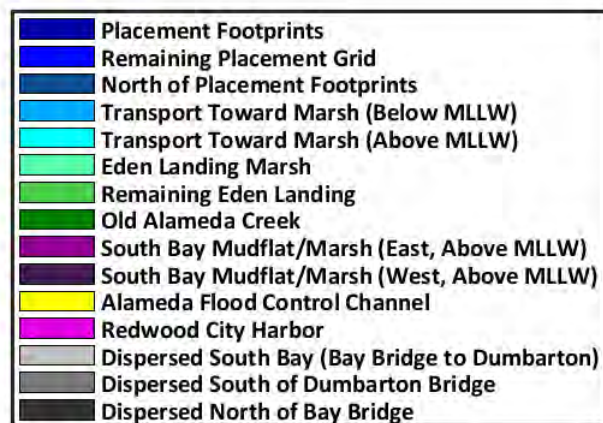 Placement Footprints
Remaining Placement Grid
North of Placement Footprints
Transport Toward Marsh (Below MLLW)
Transport Toward Marsh (Above MLLW)
Eden Landing Marsh
Remaining Eden Landing
Old Alameda Creek
South Bay Mudflat/Marsh (East, Above MLLW)
South Bay Mudflat/Marsh (West, Above MLLW)
Alameda Flood Control Channel
Redwood City Harbor
Dispersed South Bay (Bay Bridge to Dumbarton)
Dispersed South of Dumbarton Bridge
Dispersed North of Bay Bridge